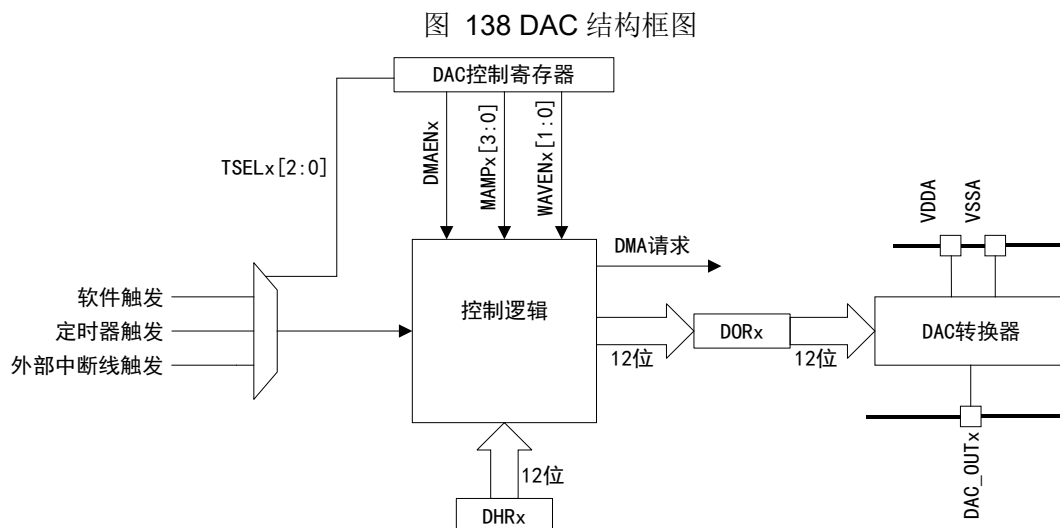 图 138 DAC 结构框图
DAC控制寄存器
TSELx[2:0]
DMAENx
MAMPx[3:0]
WAVENx[1:0]
VDDA
VSSA
DMA请求
软件触发
定时器触发
外部中断线触发
控制逻辑
12位
DORx
12位
DAC转换器
12位
DHRx
DAC_OUTx